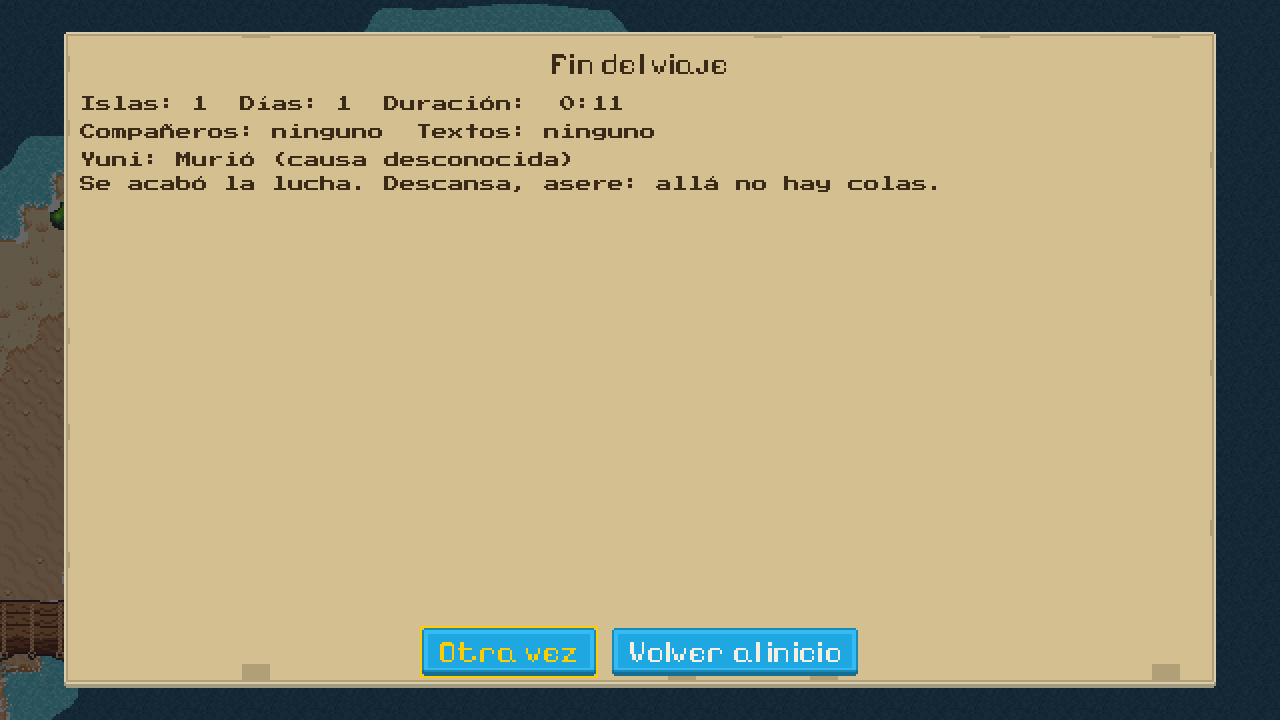 Fin del viaje
Islas: 1  Días: 1  Duración:  0:11
Compañeros: ninguno  Textos: ninguno
Yuni: Murió (causa desconocida)
Se acabó la lucha. Descansa, asere: allá no hay colas.
Otra vez
Volver al inicio